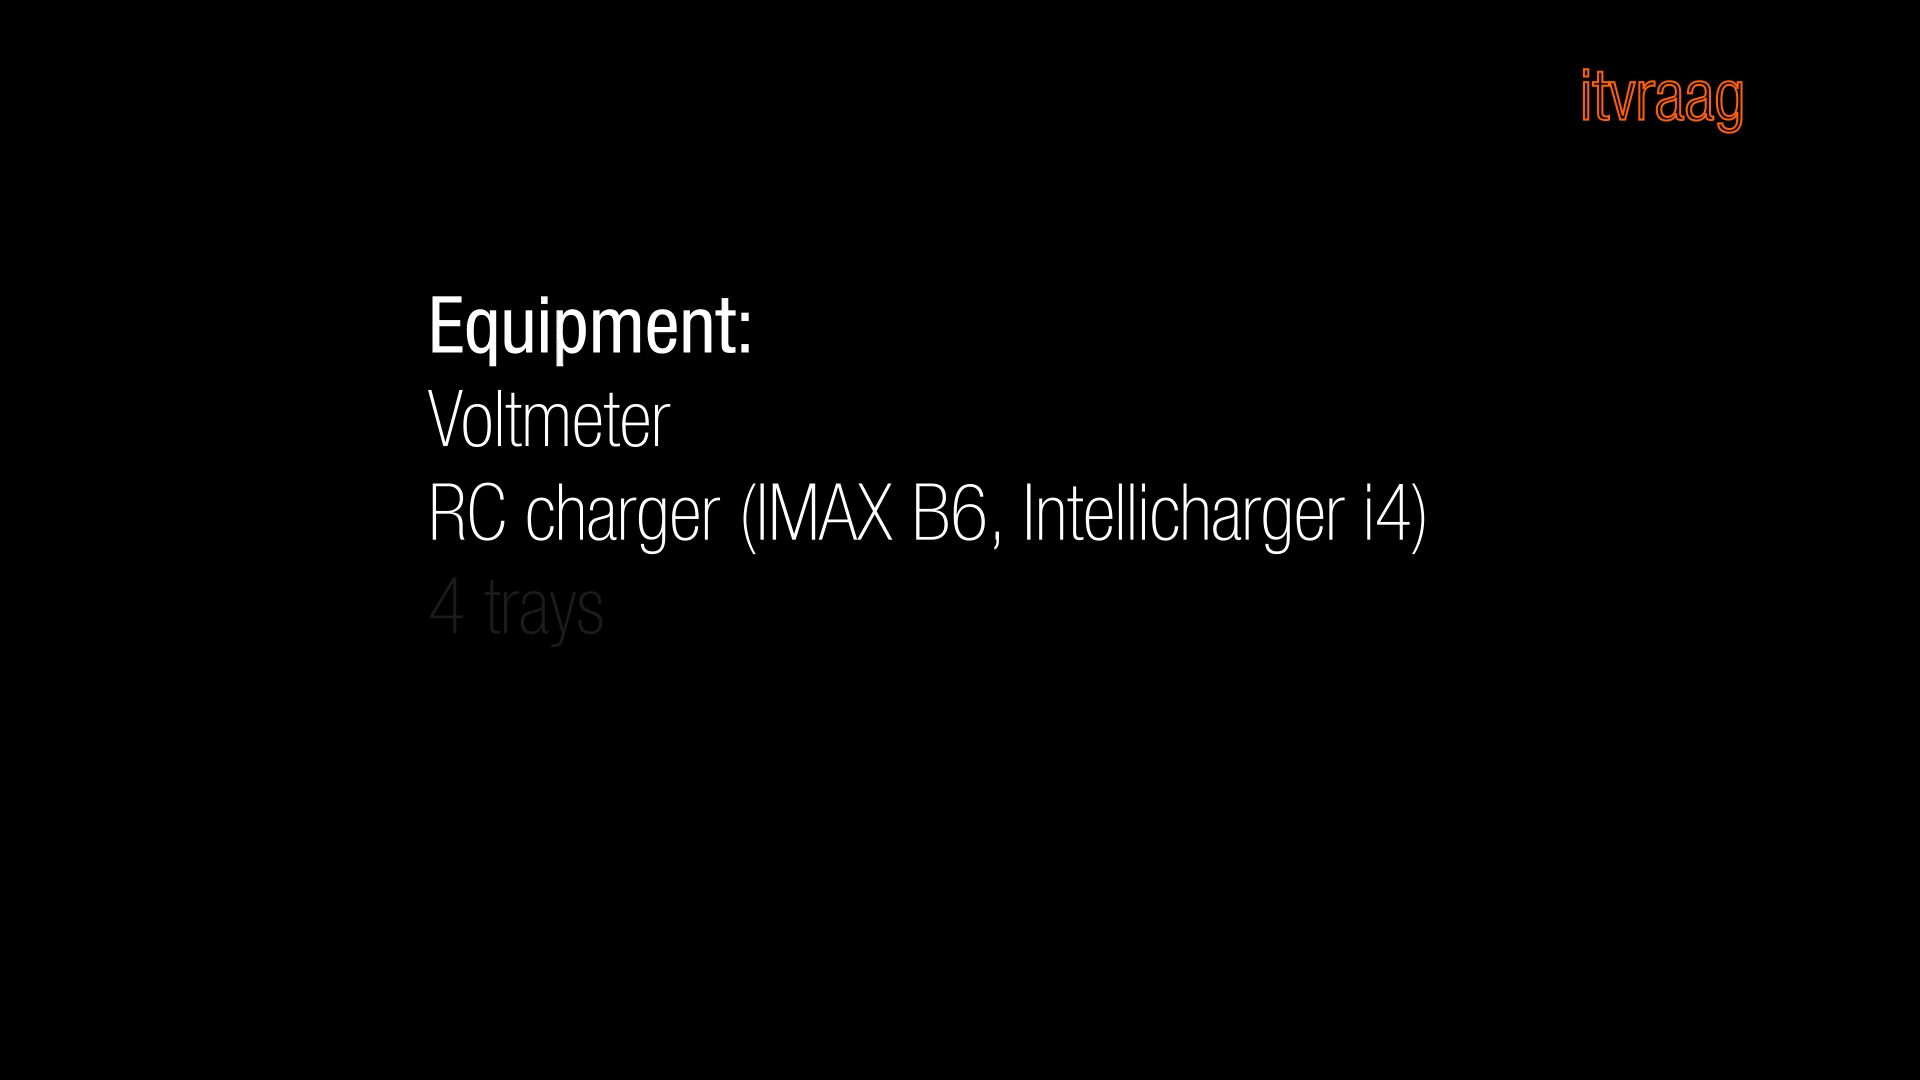 itvraag
Equipment:
Voltmeter
RC charger (IMAX B6, Intellicharger i4)
4 trays